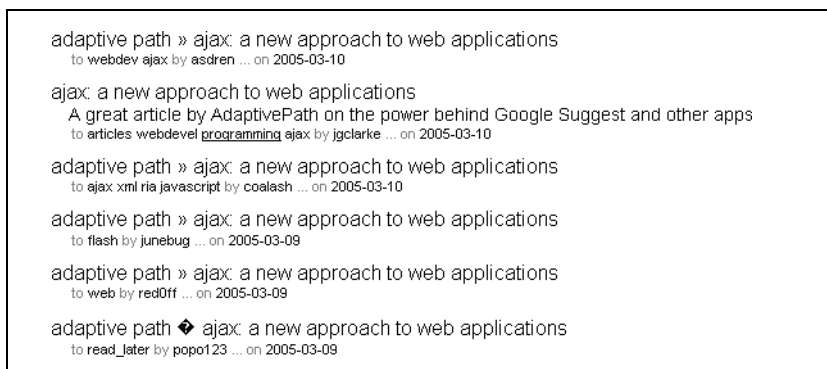 adaptive path » ajax: a new approach to web applications
to webdev ajax by asdren ... on 2005-03-10
ajax: a new approach to web applications
A great article by AdaptivePath on the power behind Google Suggest and other apps
to articles webdevel programming ajax by jgclarke ... on 2005-03-10
adaptive path » ajax: a new approach to web applications
to ajax xml ria javascript by coalash ... on 2005-03-10
adaptive path » ajax: a new approach to web applications
to flash by junebug ... on 2005-03-09
adaptive path » ajax: a new approach to web applications
to web by red0ff ... on 2005-03-09
adaptive path � ajax: a new approach to web applications
to read_later by popo123 ... on 2005-03-09